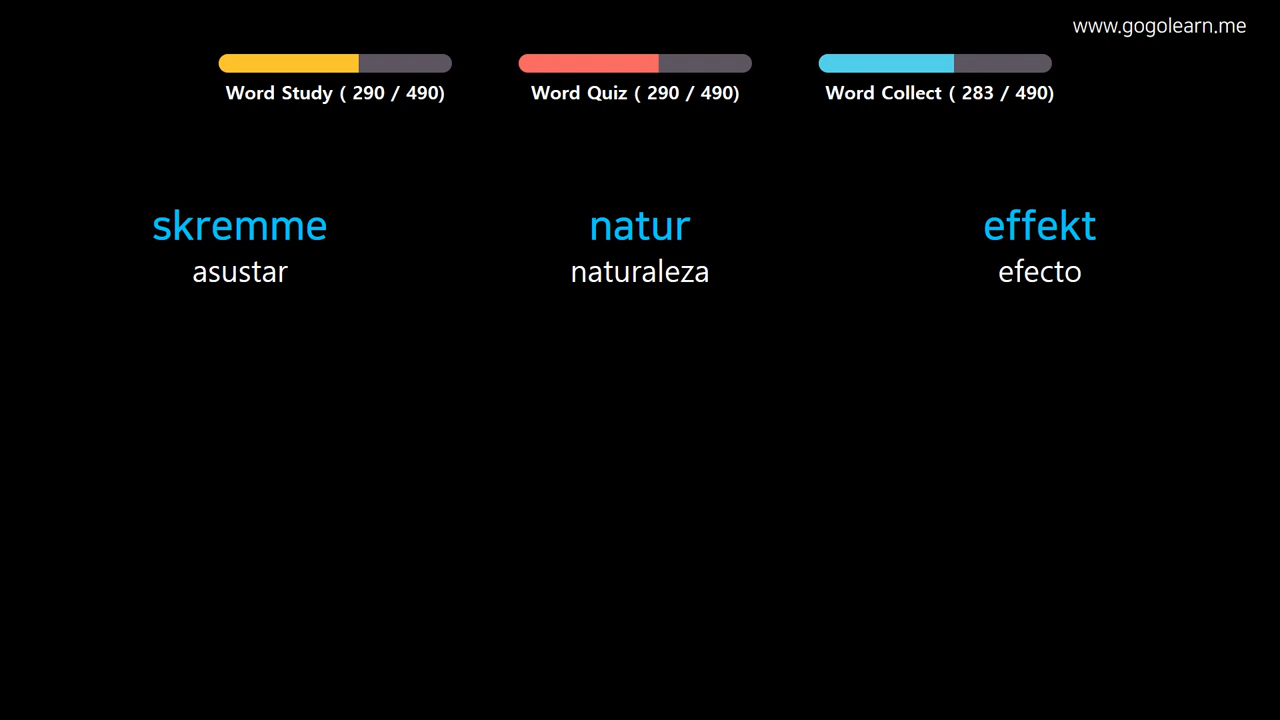 www.gogolearn.me
Word Study ( 290 / 490)
Word Quiz ( 290 / 490)
Word Collect ( 283 / 490)
skremme
asustar
natur
naturaleza
effekt
efecto